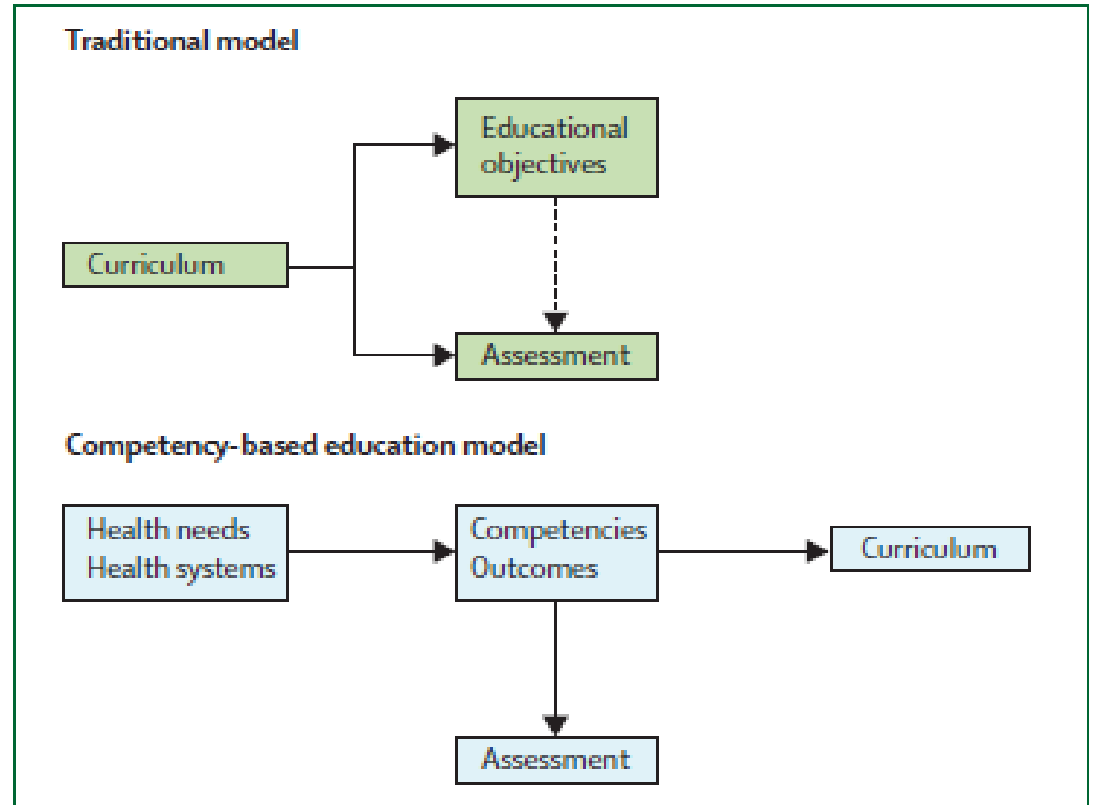 Traditional model
Educational
objectives
Curriculum
Assessment
Competency-based education model
Health needs
Health systems
Competencies
Outcomes
Curriculum
Assessment